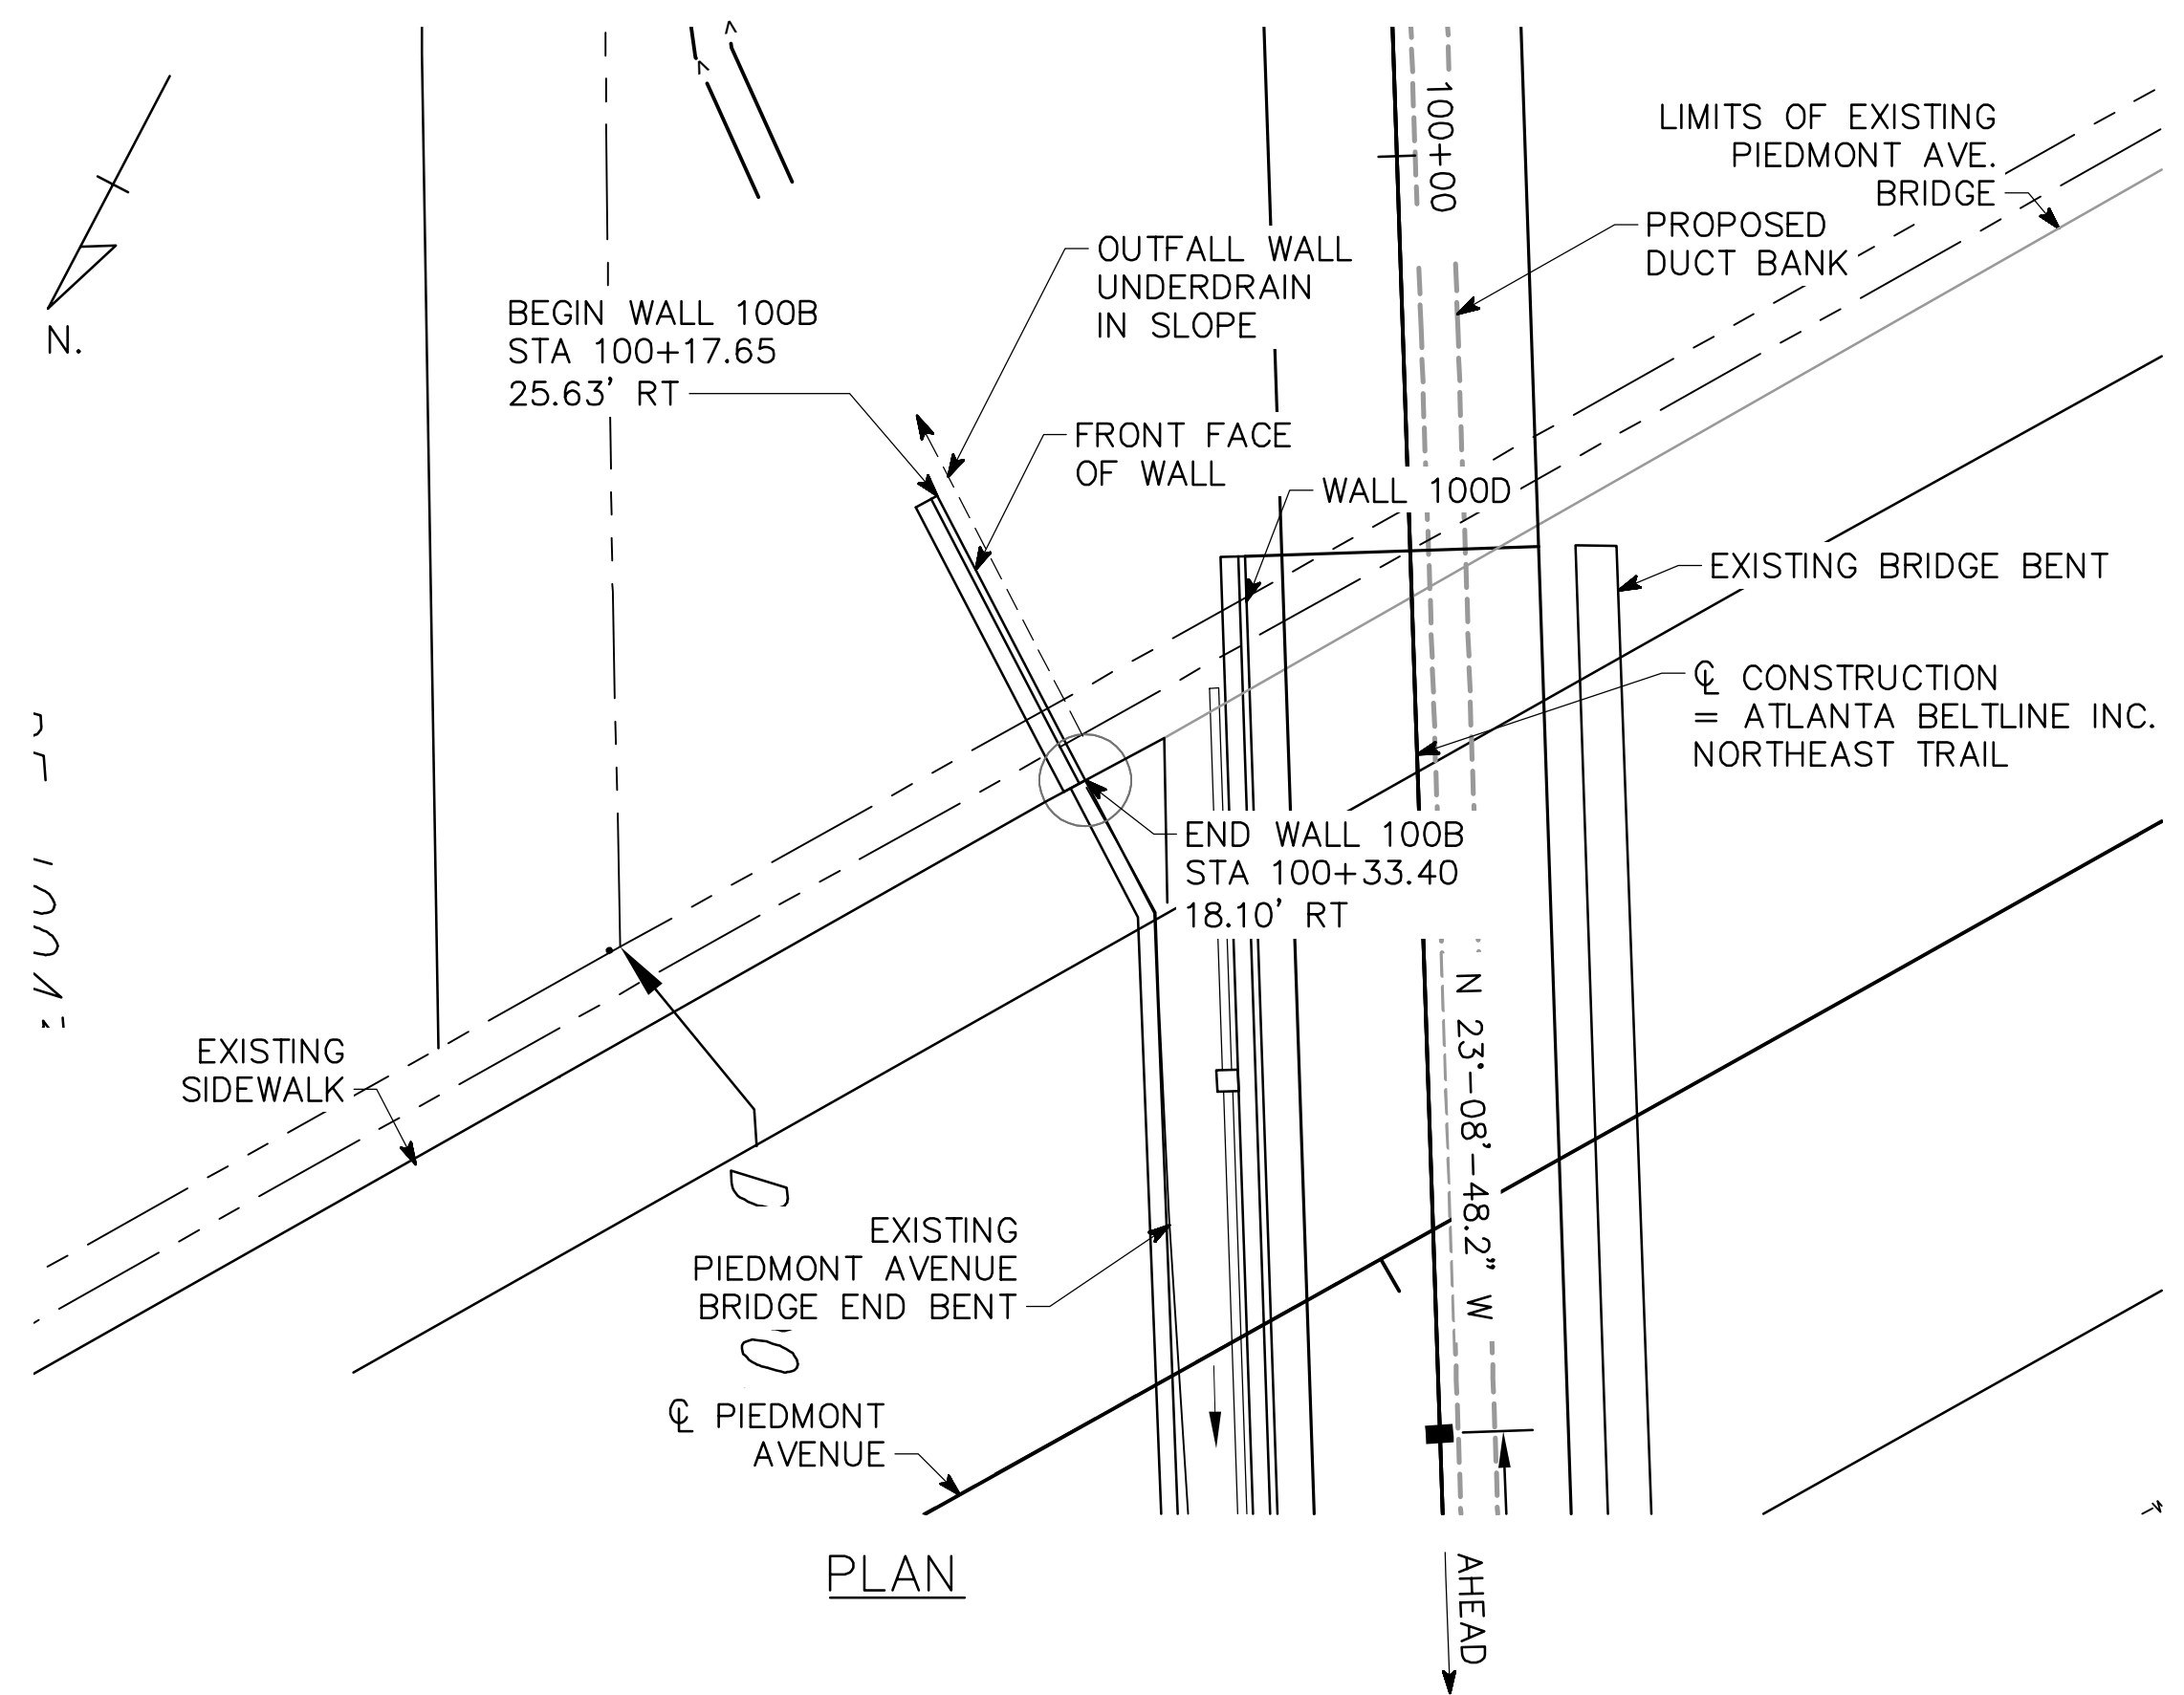 100+00
LIMITS OF EXISTING
PIEDMONT AVE.
BRIDGE
PROPOSED
DUCT BANK
OUTFALL WALL
UNDERDRAIN
IN SLOPE
N.
BEGIN WALL 100B
STA 100+17.65
25.63' RT
FRONT FACE
OF WALL
WALL 100D
EXISTING BRIDGE BENT
℄ CONSTRUCTION
= ATLANTA BELTLINE INC.
NORTHEAST TRAIL
END WALL 100B
STA 100+33.40
18.10' RT
N 23°-08'-48.2" W
EXISTING
SIDEWALK
EXISTING
PIEDMONT AVENUE
BRIDGE END BENT
℄ PIEDMONT
AVENUE
PLAN
AHEAD